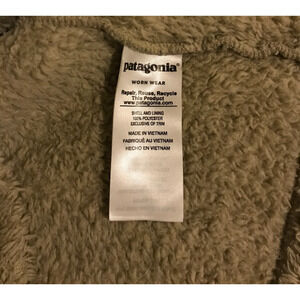 patagonia®
WORN WEAR
Repair, Reuse, Recycle
This Product
www.patagonia.com
SHELL AND LINING
100% POLYESTER
EXCLUSIVE OF TRIM
MADE IN VIETNAM
FABRIQUÉ AU VIETNAM
HECHO EN VIETNAM